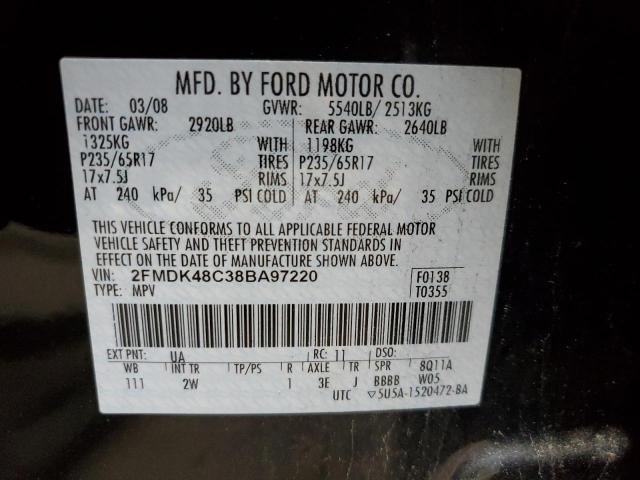 MFD. BY FORD MOTOR CO.
DATE: 03/08 GVWR: 5540LB/ 2513KG
FRONT GAWR: 2920LB REAR GAWR: 2640LB
1325KG WITH 1198KG WITH
P235/65R17 TIRES P235/65R17 TIRES
17x7.5J RIMS 17x7.5J RIMS
AT 240 kPa/ 35 PSI COLD AT 240 kPa/ 35 PSI COLD
THIS VEHICLE CONFORMS TO ALL APPLICABLE FEDERAL MOTOR
VEHICLE SAFETY AND THEFT PREVENTION STANDARDS IN
EFFECT ON THE DATE OF MANUFACTURE SHOWN ABOVE.
VIN: 2FMDK48C38BA97220 F0138
TYPE: MPV T0355
EXT PNT: UA RC: 11 DSO:
WB INT TR TP/PS R AXLE TR SPR 8Q11A
111 2W 1 3E J BBBB W05
UTC ▽5U5A-1520472-BA